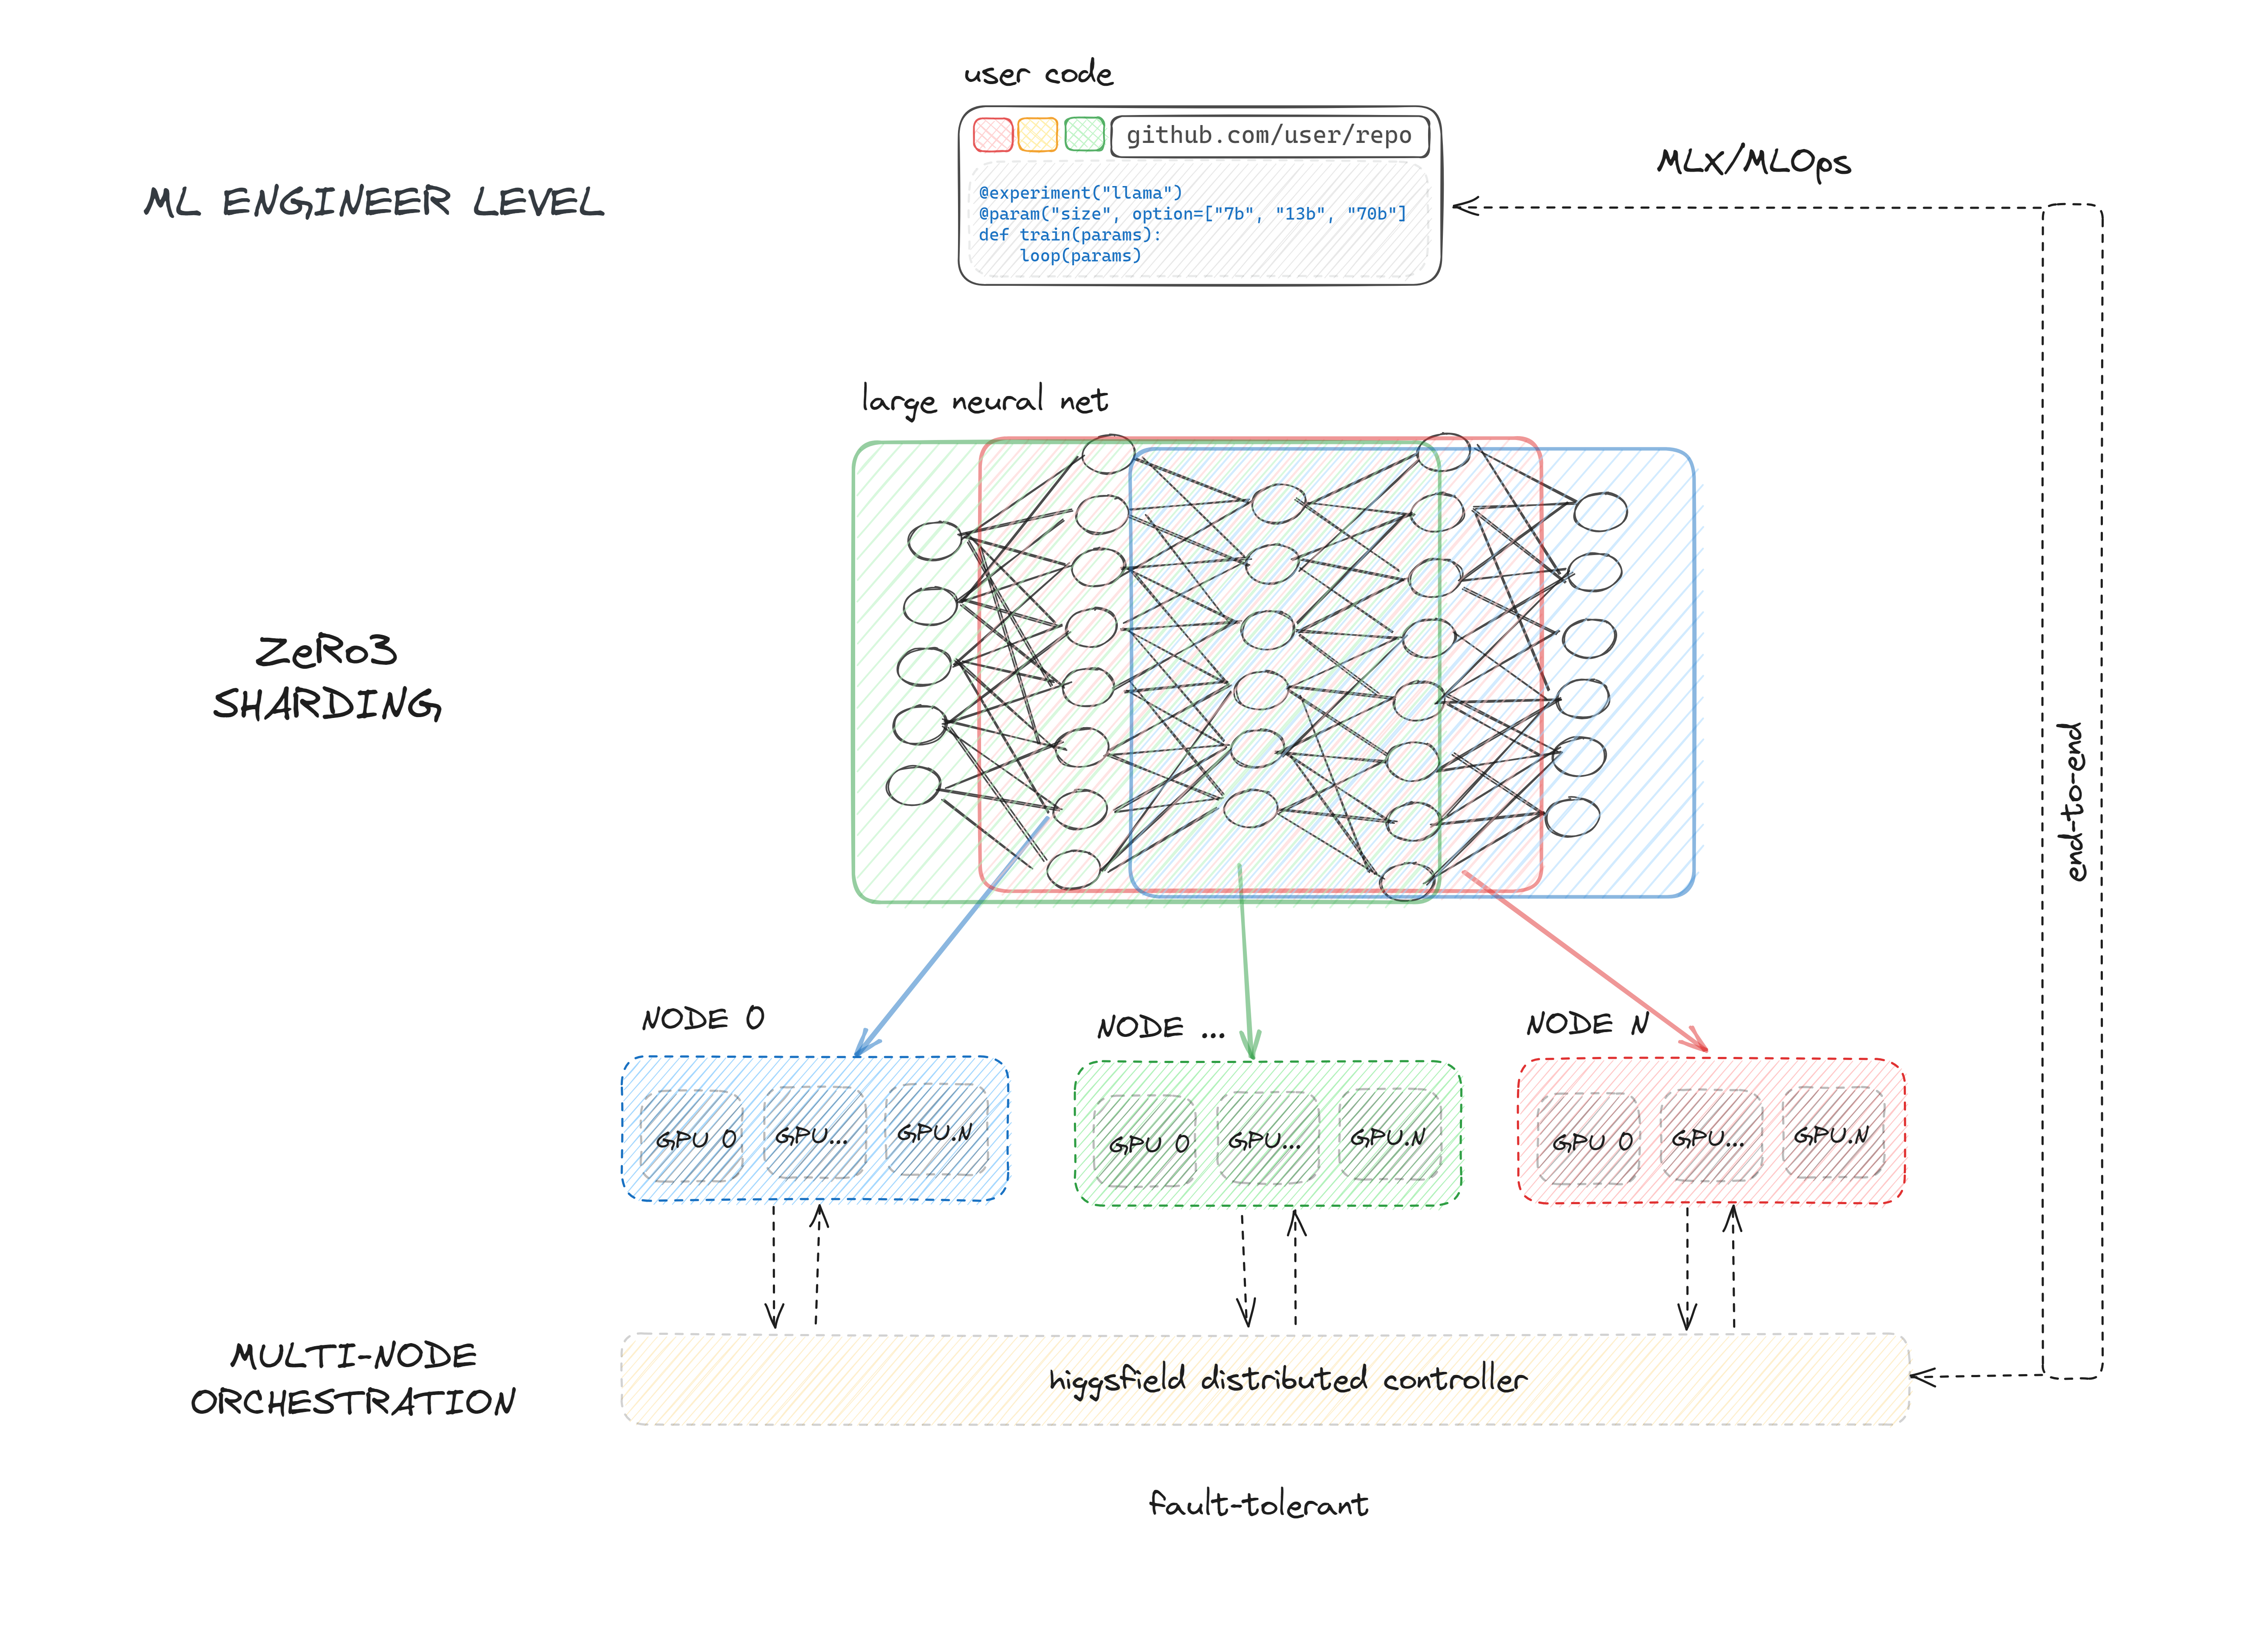 user code
github.com/user/repo
MLX/MLOps
ML ENGINEER LEVEL
@experiment("llama")
@param("size", option=["7b", "13b", "70b"]
def train(params):
    loop(params)
large neural net
ZeRo3
SHARDING
end-to-end
NODE 0
NODE ...
NODE N
GPU 0
GPU...
GPU.N
GPU 0
GPU...
GPU.N
GPU 0
GPU...
GPU.N
MULTI-NODE
ORCHESTRATION
higgsfield distributed controller
fault-tolerant